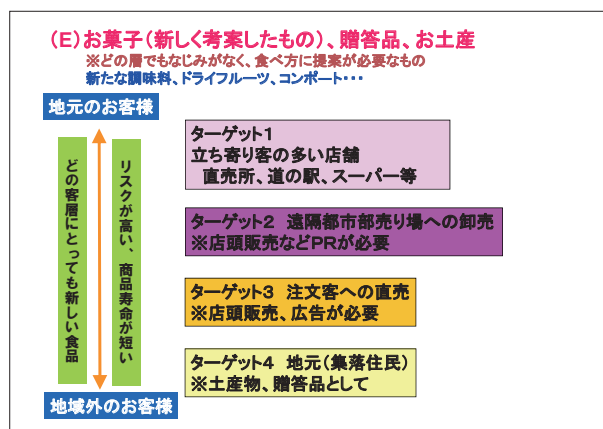 （E）お菓子（新しく考案したもの）、贈答品、お土産
※どの層でもなじみがなく、食べ方に提案が必要なもの
新たな調味料、ドライフルーツ、コンポート・・・
地元のお客様
どの客層にとっても新しい食品
リスクが高い、商品寿命が短い
ターゲット１
立ち寄り客の多い店舗
直売所、道の駅、スーパー等
ターゲット２　遠隔都市部売り場への卸売
※店頭販売などＰＲが必要
ターゲット３　注文客への直売
※店頭販売、広告が必要
ターゲット４　地元（集落住民）
※土産物、贈答品として
地域外のお客様